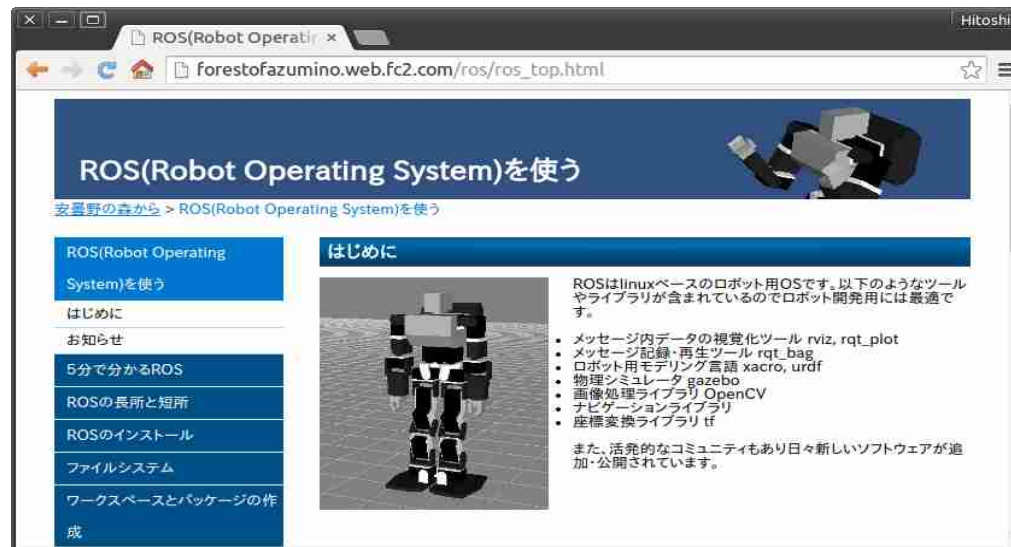 Hitoshi
ROS(Robot Operatin
forestofazumino.web.fc2.com/ros/ros_top.html
ROS(Robot Operating System)を使う
安曇野の森から > ROS(Robot Operating System)を使う
ROS(Robot Operating
System)を使う
はじめに
お知らせ
5分で分かるROS
ROSの長所と短所
ROSのインストール
ファイルシステム
ワークスペースとパッケージの作
成
はじめに
ROSはlinuxベースのロボット用OSです。以下のようなツール
やライブラリが含まれているのでロボット開発用には最適で
す。
メッセージ内データの視覚化ツール rviz, rqt_plot
メッセージ記録・再生ツール rqt_bag
ロボット用モデリング言語 xacro, urdf
物理シミュレータ gazebo
画像処理ライブラリ OpenCV
ナビゲーションライブラリ
座標変換ライブラリ tf
また、活発的なコミュニティもあり日々新しいソフトウェアが追
加・公開されています。